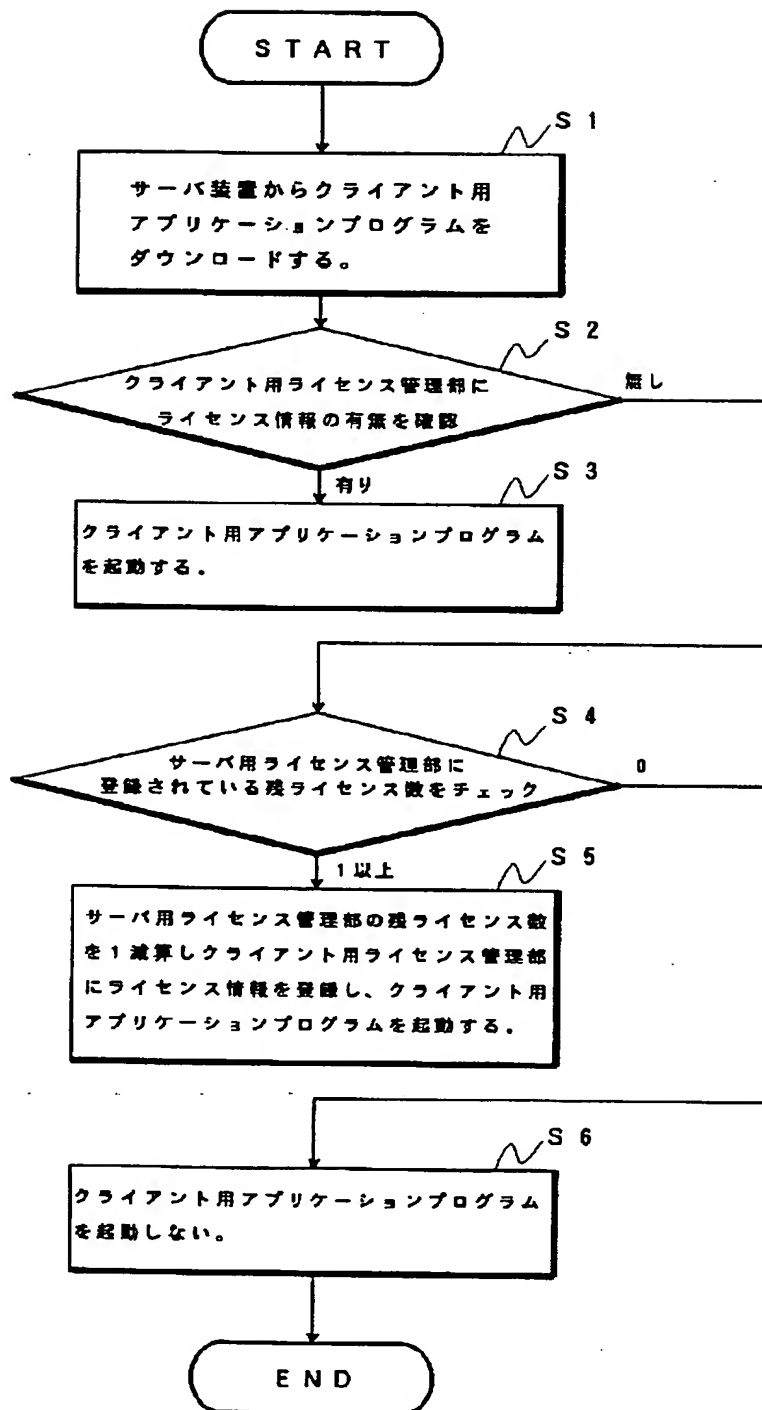 START
S 1
サーバ装置からクライアント用
アプリケーションプログラムを
ダウンロードする。
S 2
クライアント用ライセンス管理部に
ライセンス情報の有無を確認
無し
有り
S 3
クライアント用アプリケーションプログラム
を起動する。
S 4
サーバ用ライセンス管理部に
登録されている残ライセンス数をチェック
0
1以上
S 5
サーバ用ライセンス管理部の残ライセンス数
を1減算しクライアント用ライセンス管理部
にライセンス情報を登録し、クライアント用
アプリケーションプログラムを起動する。
S 6
クライアント用アプリケーションプログラム
を起動しない。
END